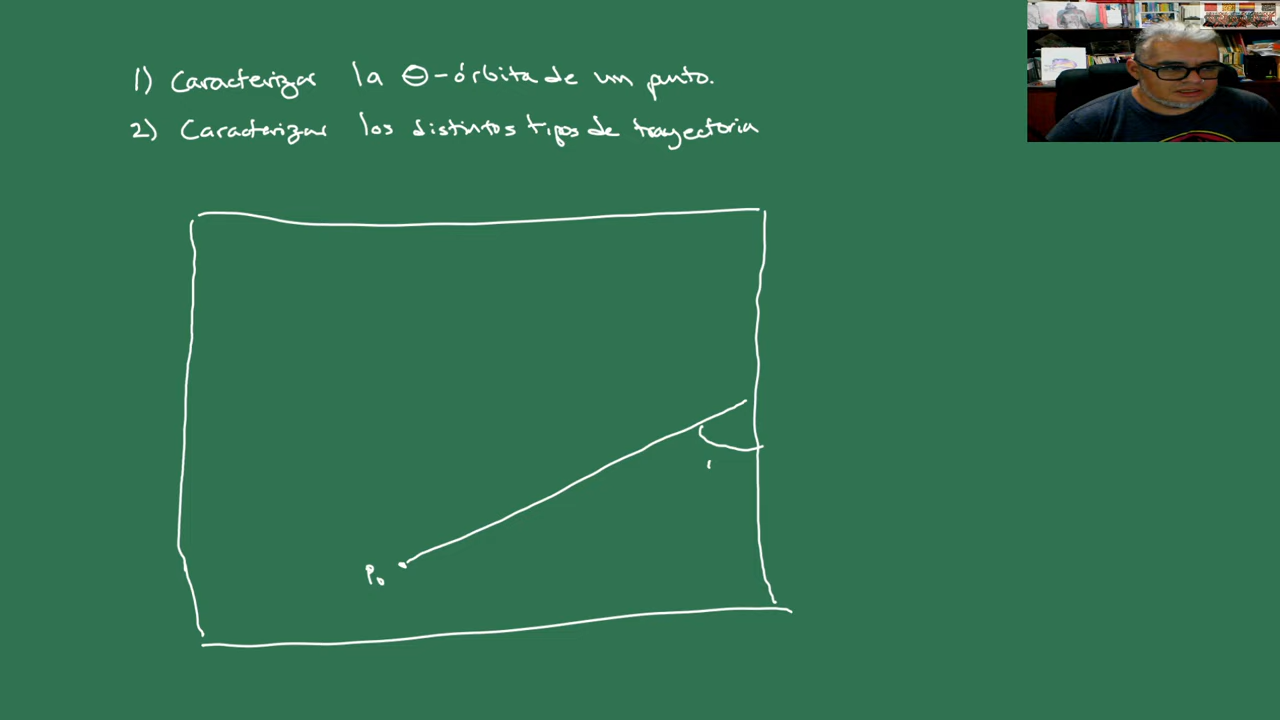 1) Caracterizar la Θ-órbita de un punto.
2) Caracterizar los distintos tipos de trayectoria
P₀